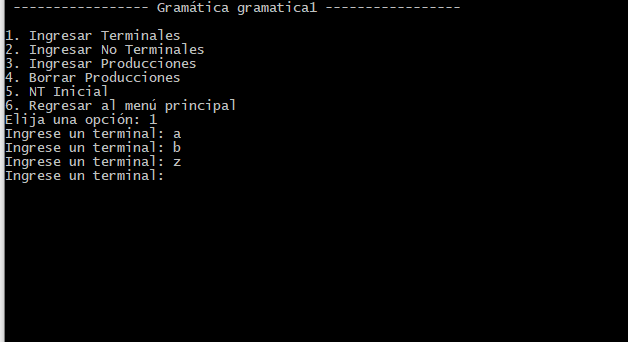 ----------------- Gramática gramatica1 -----------------
1. Ingresar Terminales
2. Ingresar No Terminales
3. Ingresar Producciones
4. Borrar Producciones
5. NT Inicial
6. Regresar al menú principal
Elija una opción: 1
Ingrese un terminal: a
Ingrese un terminal: b
Ingrese un terminal: z
Ingrese un terminal: